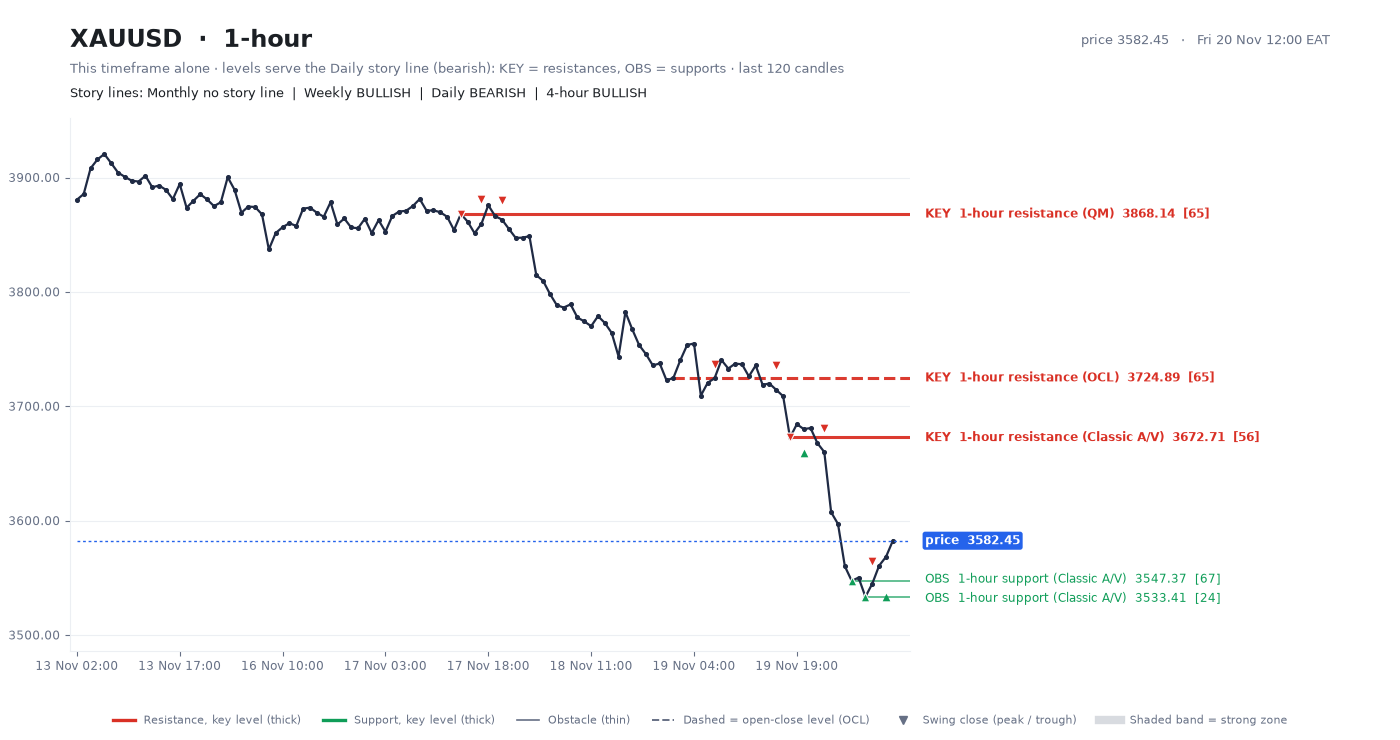 XAUUSD · 1-hour
price 3582.45 · Fri 20 Nov 12:00 EAT
This timeframe alone · levels serve the Daily story line (bearish): KEY = resistances, OBS = supports · last 120 candles
Story lines: Monthly no story line | Weekly BULLISH | Daily BEARISH | 4-hour BULLISH
3900.00
KEY 1-hour resistance (QM) 3868.14 [65]
3800.00
KEY 1-hour resistance (OCL) 3724.89 [65]
3700.00
KEY 1-hour resistance (Classic A/V) 3672.71 [56]
3600.00
price 3582.45
OBS 1-hour support (Classic A/V) 3547.37 [67]
OBS 1-hour support (Classic A/V) 3533.41 [24]
3500.00
13 Nov 02:00 13 Nov 17:00 16 Nov 10:00 17 Nov 03:00 17 Nov 18:00 18 Nov 11:00 19 Nov 04:00 19 Nov 19:00
Resistance, key level (thick) Support, key level (thick) Obstacle (thin) Dashed = open-close level (OCL) Swing close (peak / trough) Shaded band = strong zone